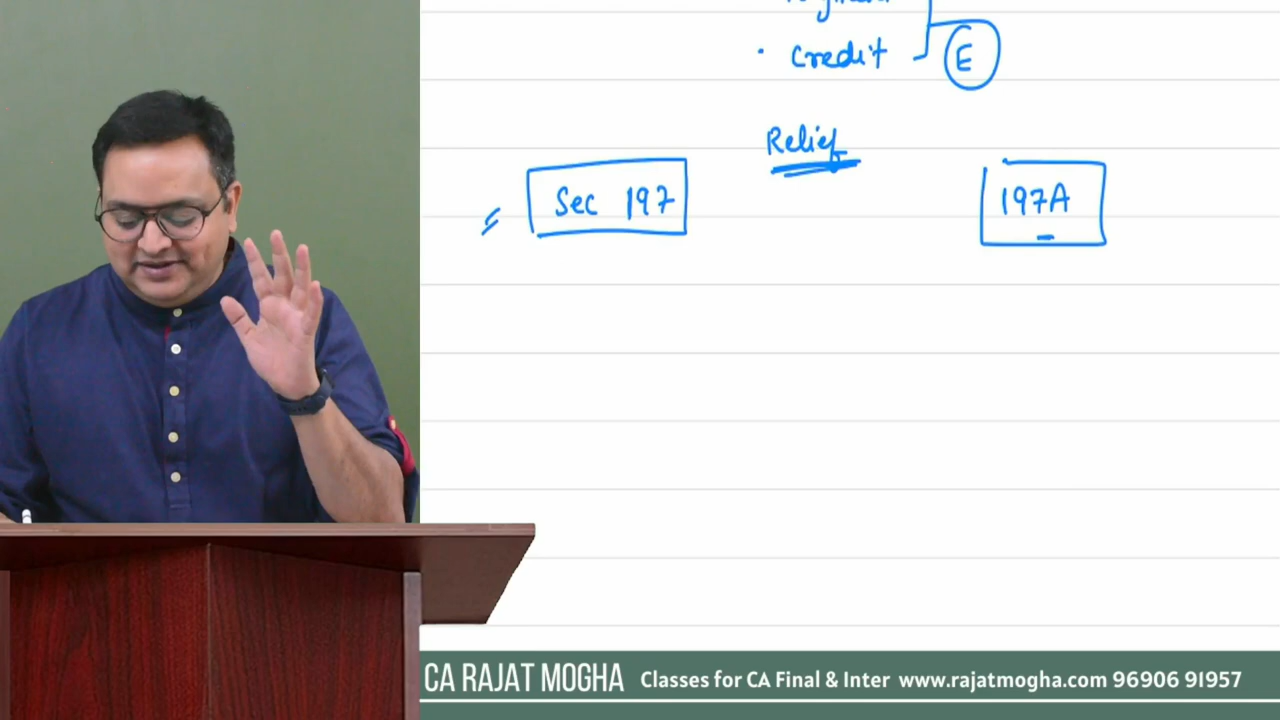 • Credit E
Relief
Sec 197 197A
CA RAJAT MOGHA Classes for CA Final & Inter www.rajatmogha.com 96906 91957